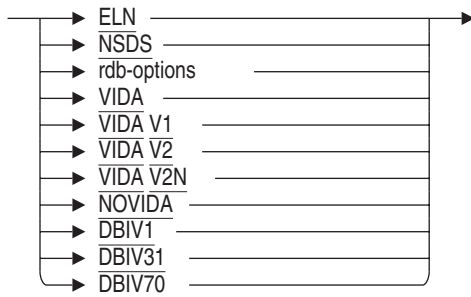 ELN
NSDS
rdb-options
VIDA
VIDA V1
VIDA V2
VIDA V2N
NOVIDA
DBIV1
DBIV31
DBIV70